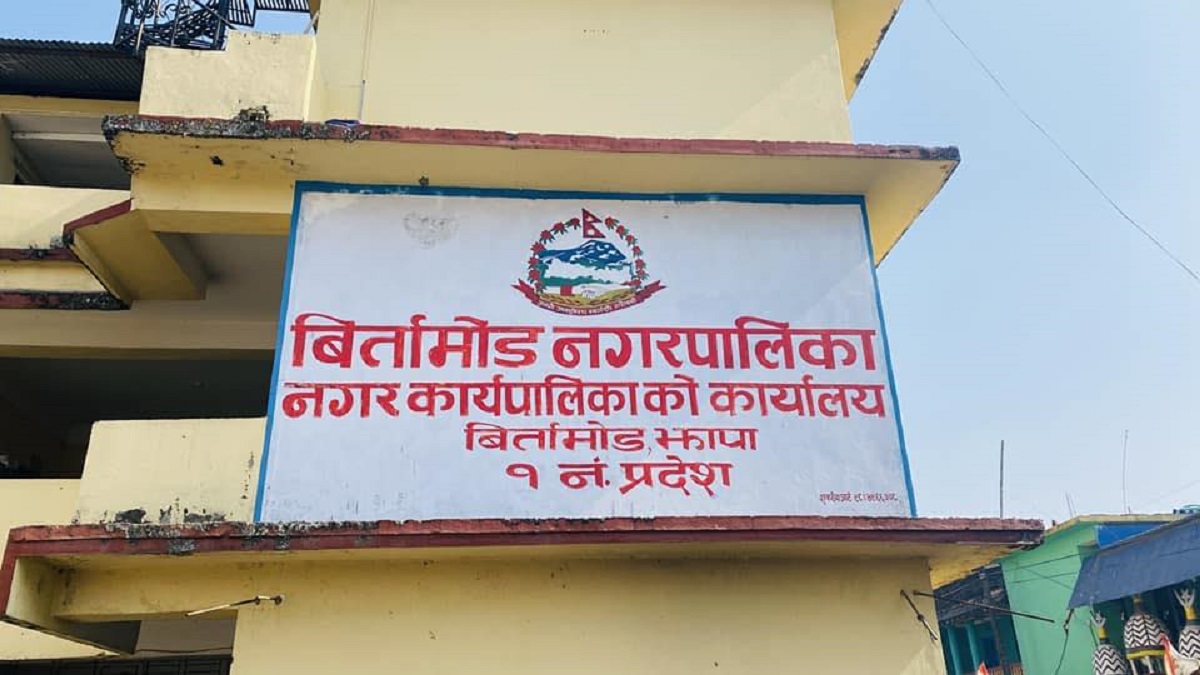 बिर्तामोड नगरपालिका
नगर कार्यपालिकाको कार्यालय
बिर्तामोड, झापा
१ नं. प्रदेश